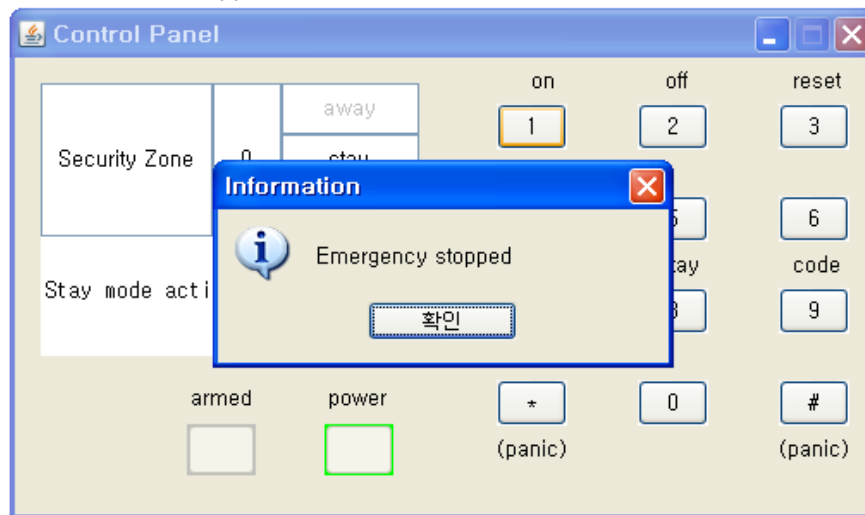 Control Panel
on off reset
away
1 2 3
Security Zone 0 stay
Information
6
Emergency stopped
code
Stay mode acti
9
확인
armed power
* 0 #
(panic) (panic)